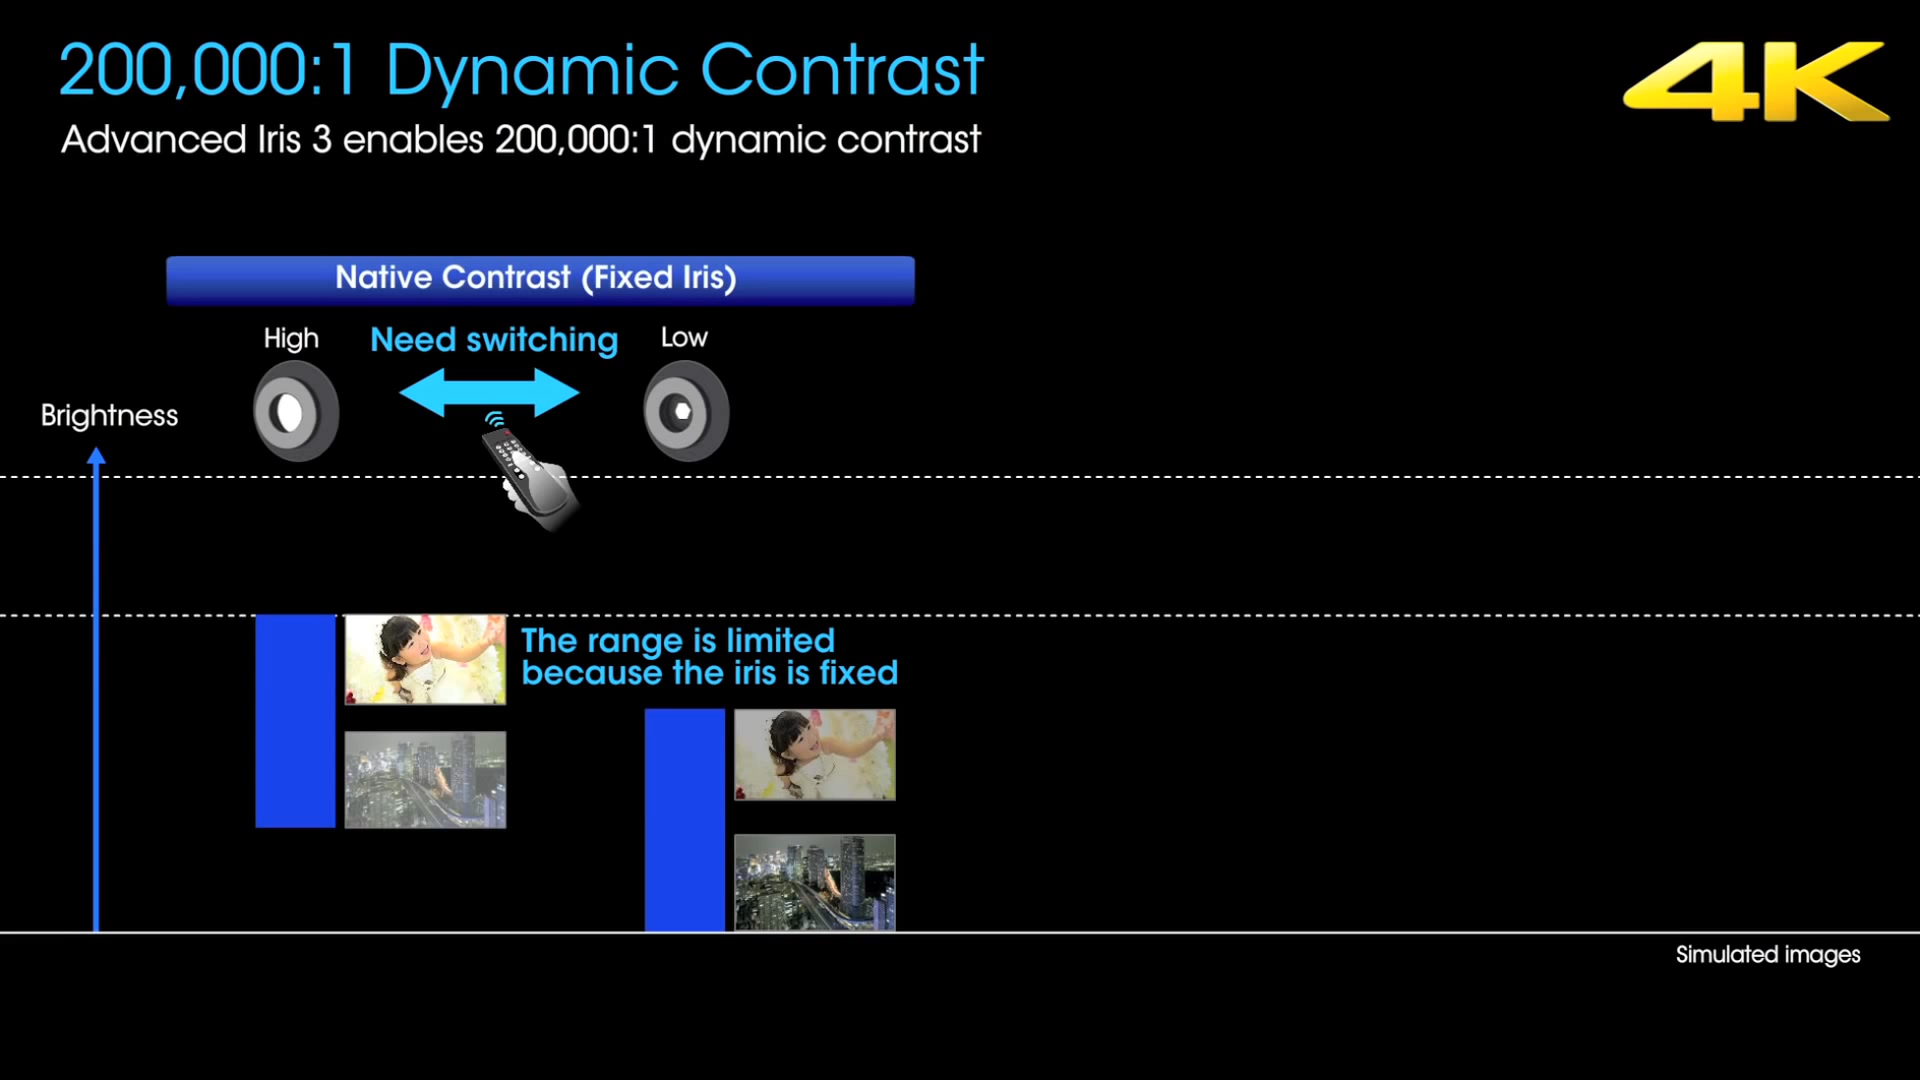 200,000:1 Dynamic Contrast
4K
Advanced Iris 3 enables 200,000:1 dynamic contrast
Native Contrast (Fixed Iris)
High
Need switching
Low
Brightness
The range is limited
because the iris is fixed
Simulated images